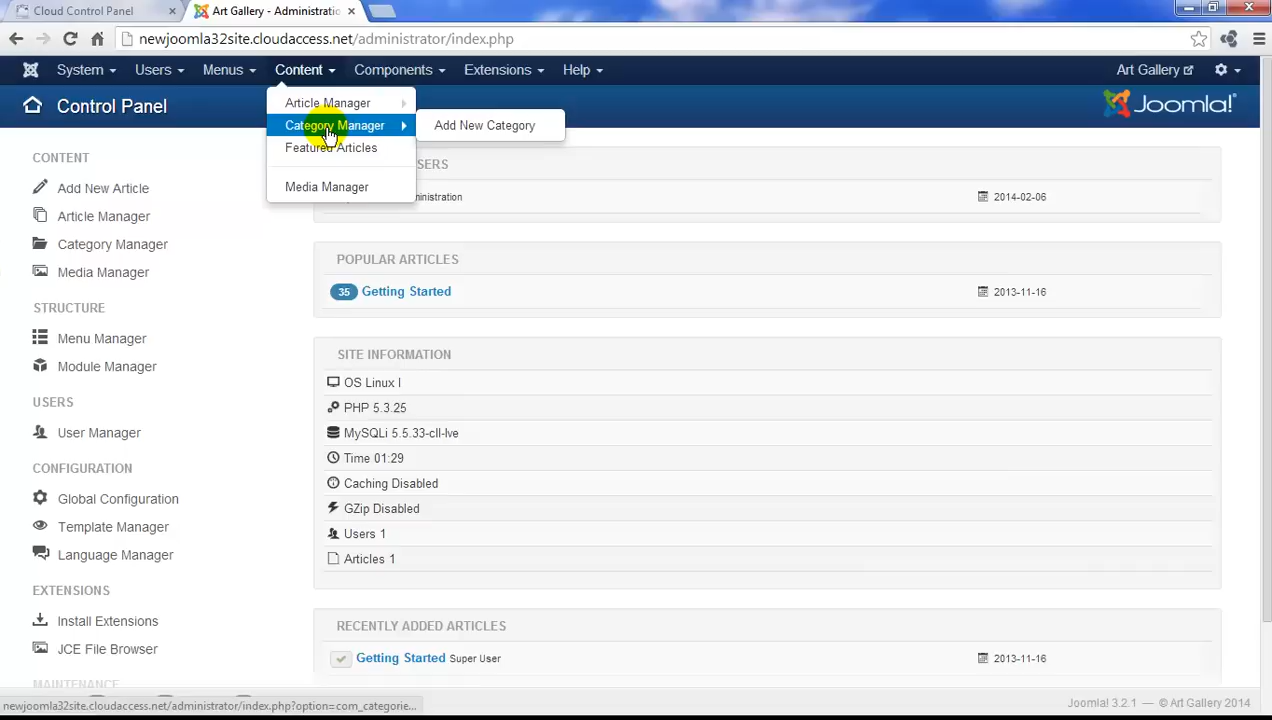 Cloud Control Panel
Art Gallery - Administratio
newjoomla32site.cloudaccess.net/administrator/index.php
System Users Menus Content Components Extensions Help Art Gallery
Control Panel Joomla!
Article Manager
Category Manager Add New Category
Featured Articles
Media Manager
CONTENT
Add New Article
Article Manager
Category Manager
Media Manager
STRUCTURE
Menu Manager
Module Manager
USERS
User Manager
CONFIGURATION
Global Configuration
Template Manager
Language Manager
EXTENSIONS
Install Extensions
JCE File Browser
MAINTENANCE
2014-02-06
POPULAR ARTICLES
35 Getting Started 2013-11-16
SITE INFORMATION
OS Linux l
PHP 5.3.25
MySQLi 5.5.33-cll-lve
Time 01:29
Caching Disabled
GZip Disabled
Users 1
Articles 1
RECENTLY ADDED ARTICLES
Getting Started Super User 2013-11-16
newjoomla32site.cloudaccess.net/administrator/index.php?option=com_categorie...
Joomla! 3.2.1 — © Art Gallery 2014